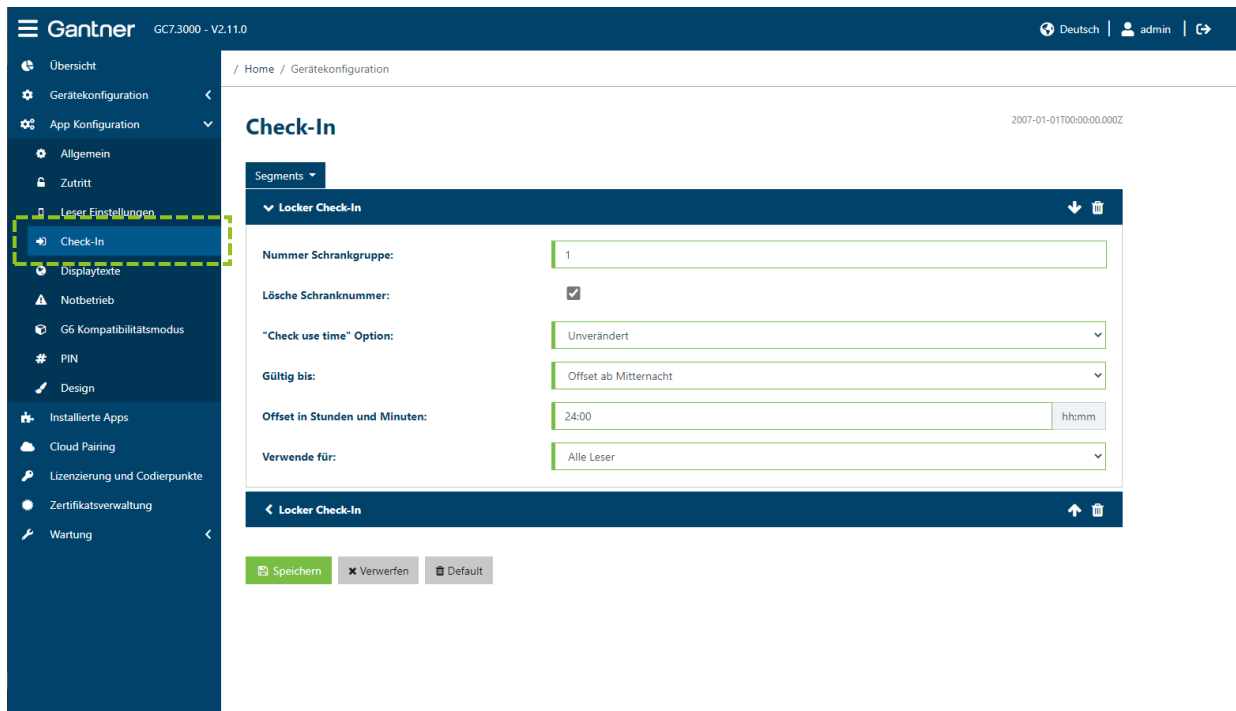 Gantner GC7.3000 - V2.11.0 Deutsch admin
Übersicht
Gerätekonfiguration
App Konfiguration
Allgemein
Zutritt
Leser Einstellungen
Check-In
Displaytexte
Notbetrieb
G6 Kompatibilitätsmodus
PIN
Design
Installierte Apps
Cloud Pairing
Lizenzierung und Codierpunkte
Zertifikatsverwaltung
Wartung
/ Home / Gerätekonfiguration
Check-In
2007-01-01T00:00:00.000Z
Segments
Locker Check-In
Nummer Schrankgruppe: 1
Lösche Schranknummer:
"Check use time" Option: Unverändert
Gültig bis: Offset ab Mitternacht
Offset in Stunden und Minuten: 24:00 hh:mm
Verwende für: Alle Leser
Locker Check-In
Speichern Verwerfen Default